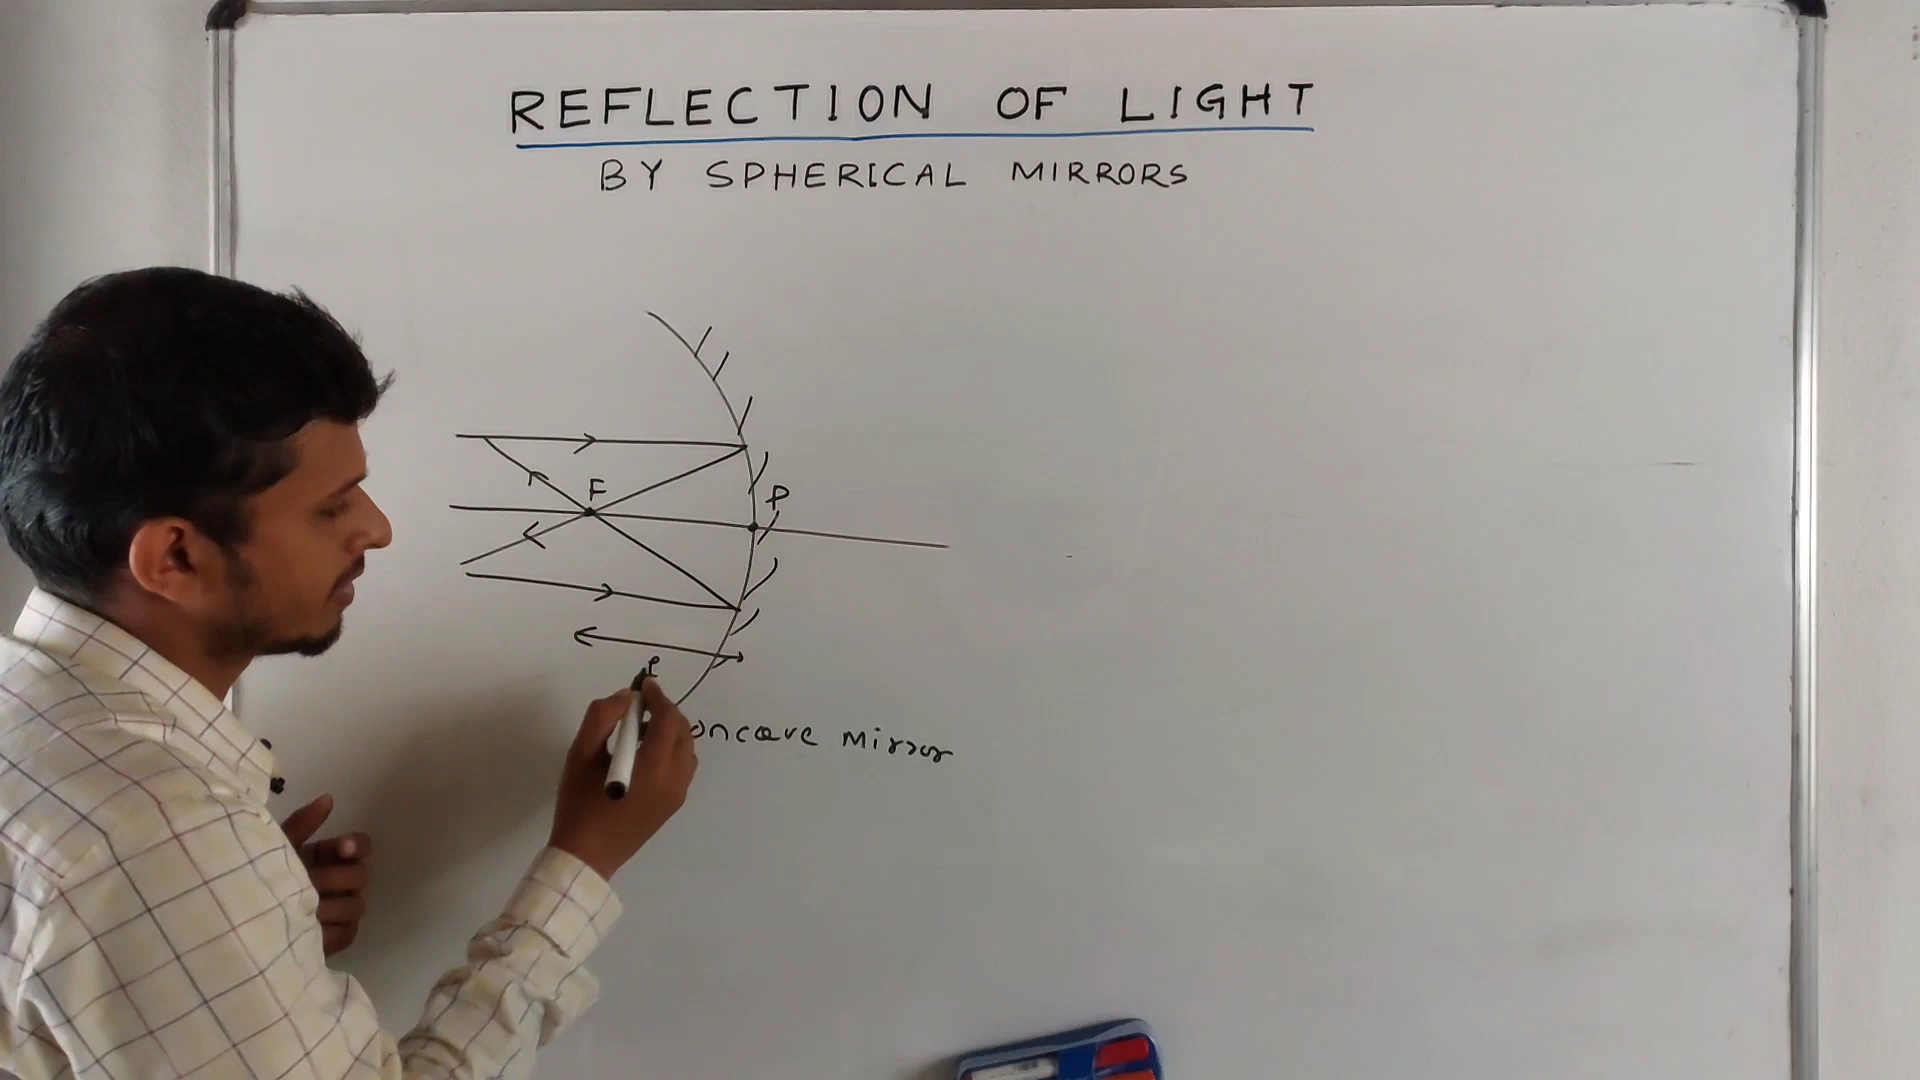 REFLECTION OF LIGHT
BY SPHERICAL MIRRORS
F
P
oncave Mirror